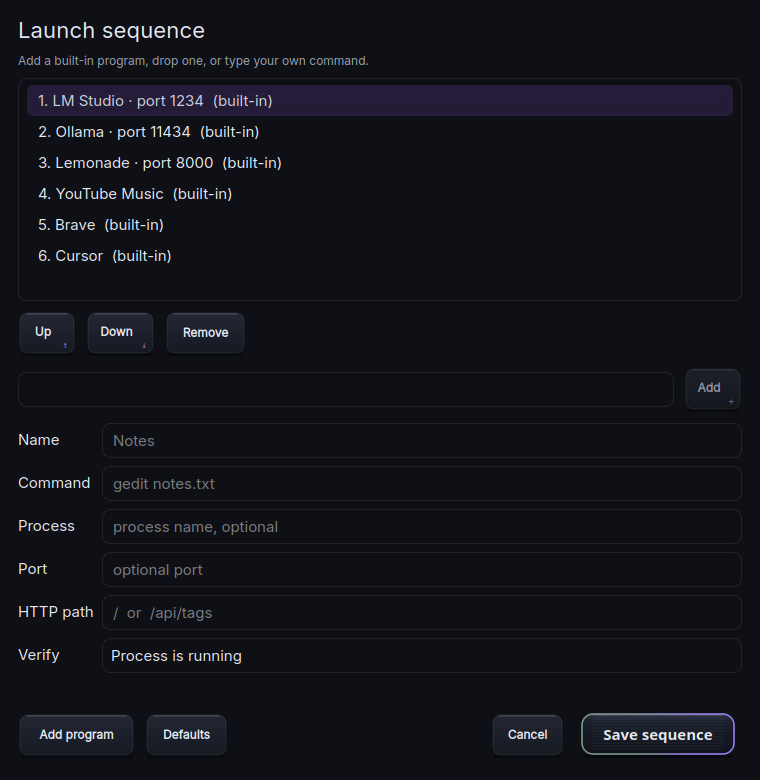 Launch sequence
Add a built-in program, drop one, or type your own command.
1. LM Studio · port 1234  (built-in)
2. Ollama · port 11434  (built-in)
3. Lemonade · port 8000  (built-in)
4. YouTube Music  (built-in)
5. Brave  (built-in)
6. Cursor  (built-in)
Up ↑ Down ↓ Remove
Add +
Name Notes
Command gedit notes.txt
Process process name, optional
Port optional port
HTTP path /  or  /api/tags
Verify Process is running
Add program Defaults Cancel Save sequence